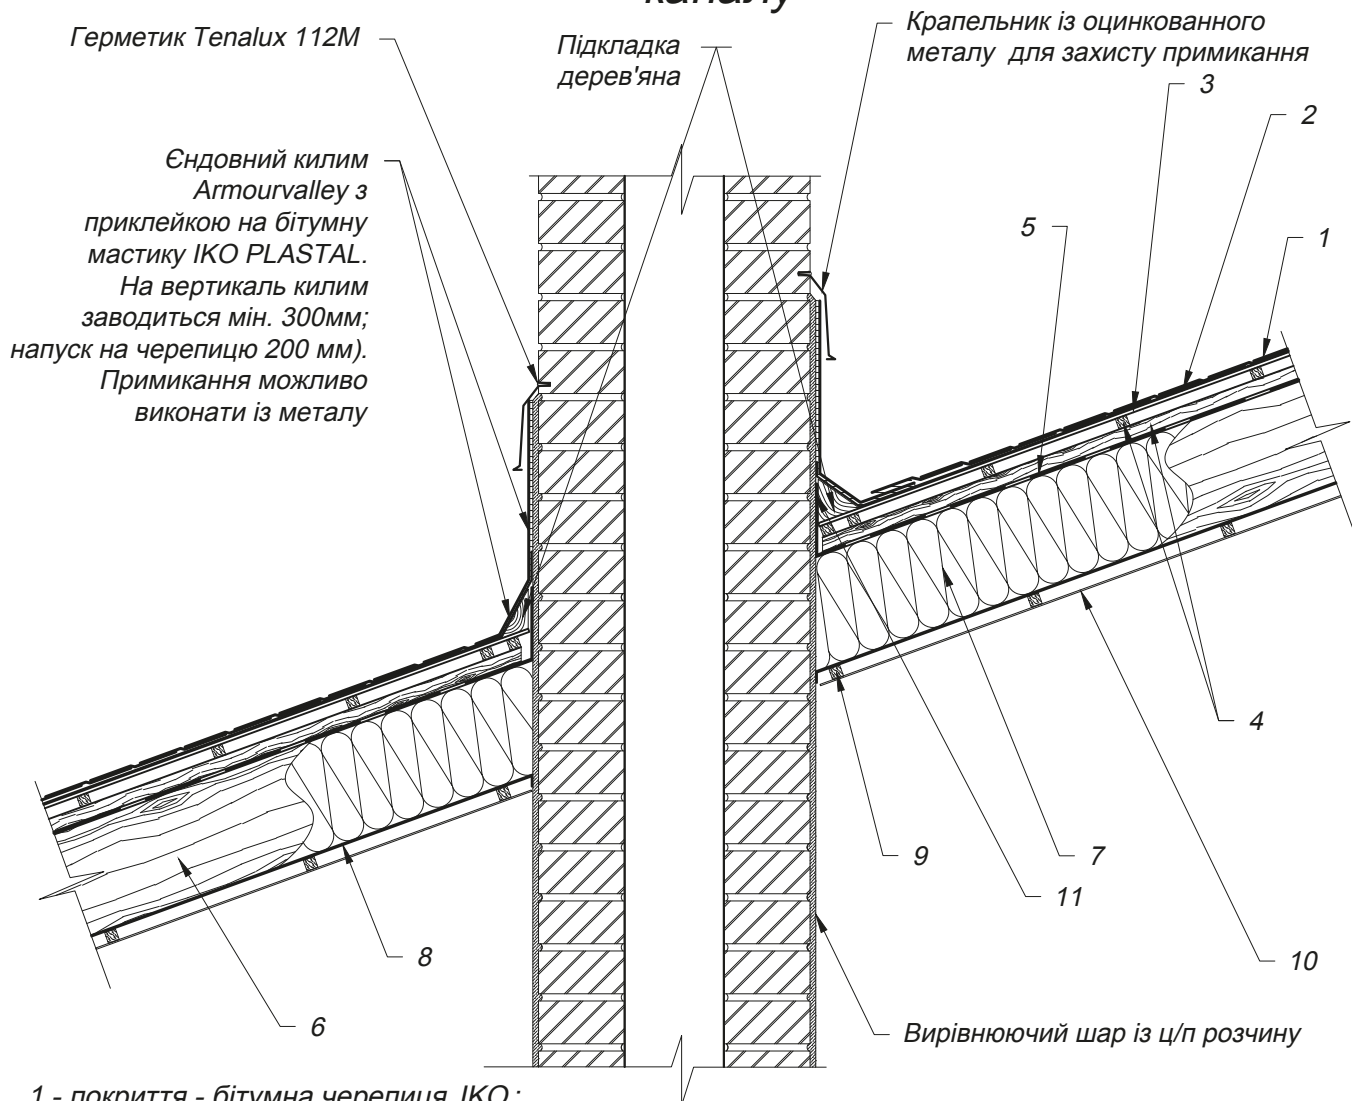 каналу
Герметик Tenalux 112М
Підкладка
дерев'яна
Крапельник із оцинкованного
металу для захисту примикання
Єндовний килим
Armourvalley з
приклейкою на бітумну
мастику IKO PLASTAL.
На вертикаль килим
заводиться мін. 300мм;
напуск на черепицю 200 мм).
Примикання можливо
виконати із металу
3
2
5
1
4
9
7
11
10
8
6
Вирівнюючий шар із ц/п розчину
1 - покриття - бітумна черепиця IKO ;